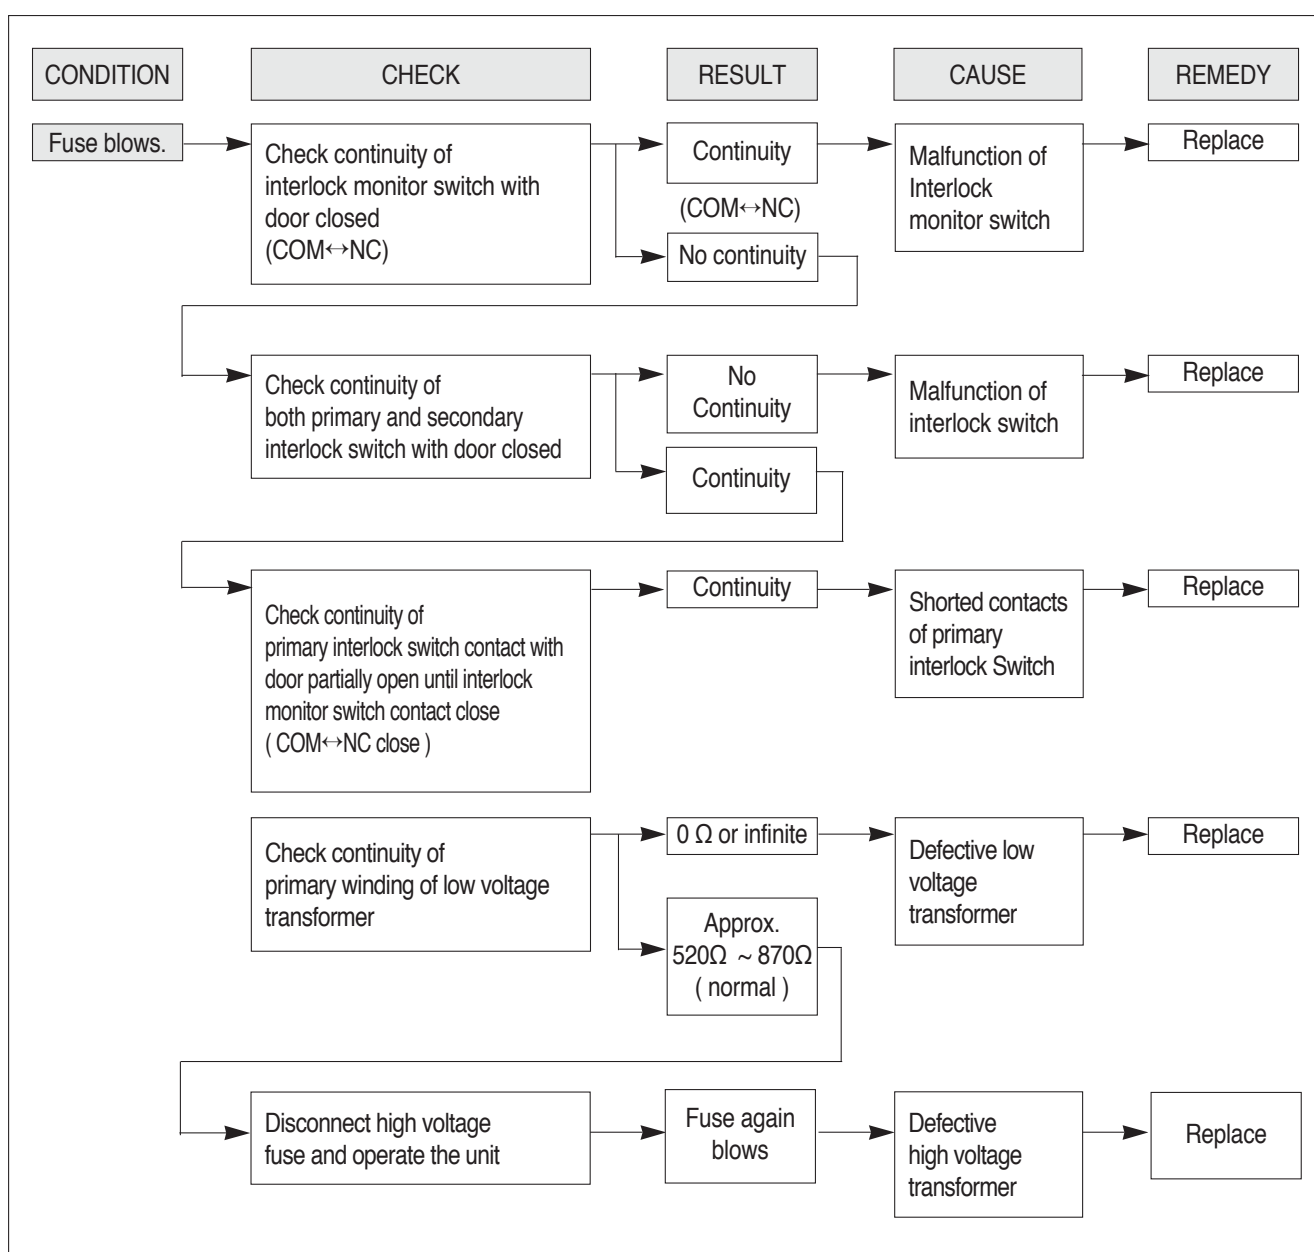 CONDITION
CHECK
RESULT
CAUSE
REMEDY
Fuse blows.
Check continuity of
interlock monitor switch with
door closed
(COM↔NC)
Continuity
(COM↔NC)
No continuity
Malfunction of
Interlock
monitor switch
Replace
Check continuity of
both primary and secondary
interlock switch with door closed
No
Continuity
Continuity
Malfunction of
interlock switch
Replace
Check continuity of
primary interlock switch contact with
door partially open until interlock
monitor switch contact close
( COM↔NC close )
Continuity
Shorted contacts
of primary
interlock Switch
Replace
Check continuity of
primary winding of low voltage
transformer
0 Ω or infinite
Approx.
520Ω ~ 870Ω
( normal )
Defective low
voltage
transformer
Replace
Disconnect high voltage
fuse and operate the unit
Fuse again
blows
Defective
high voltage
transformer
Replace